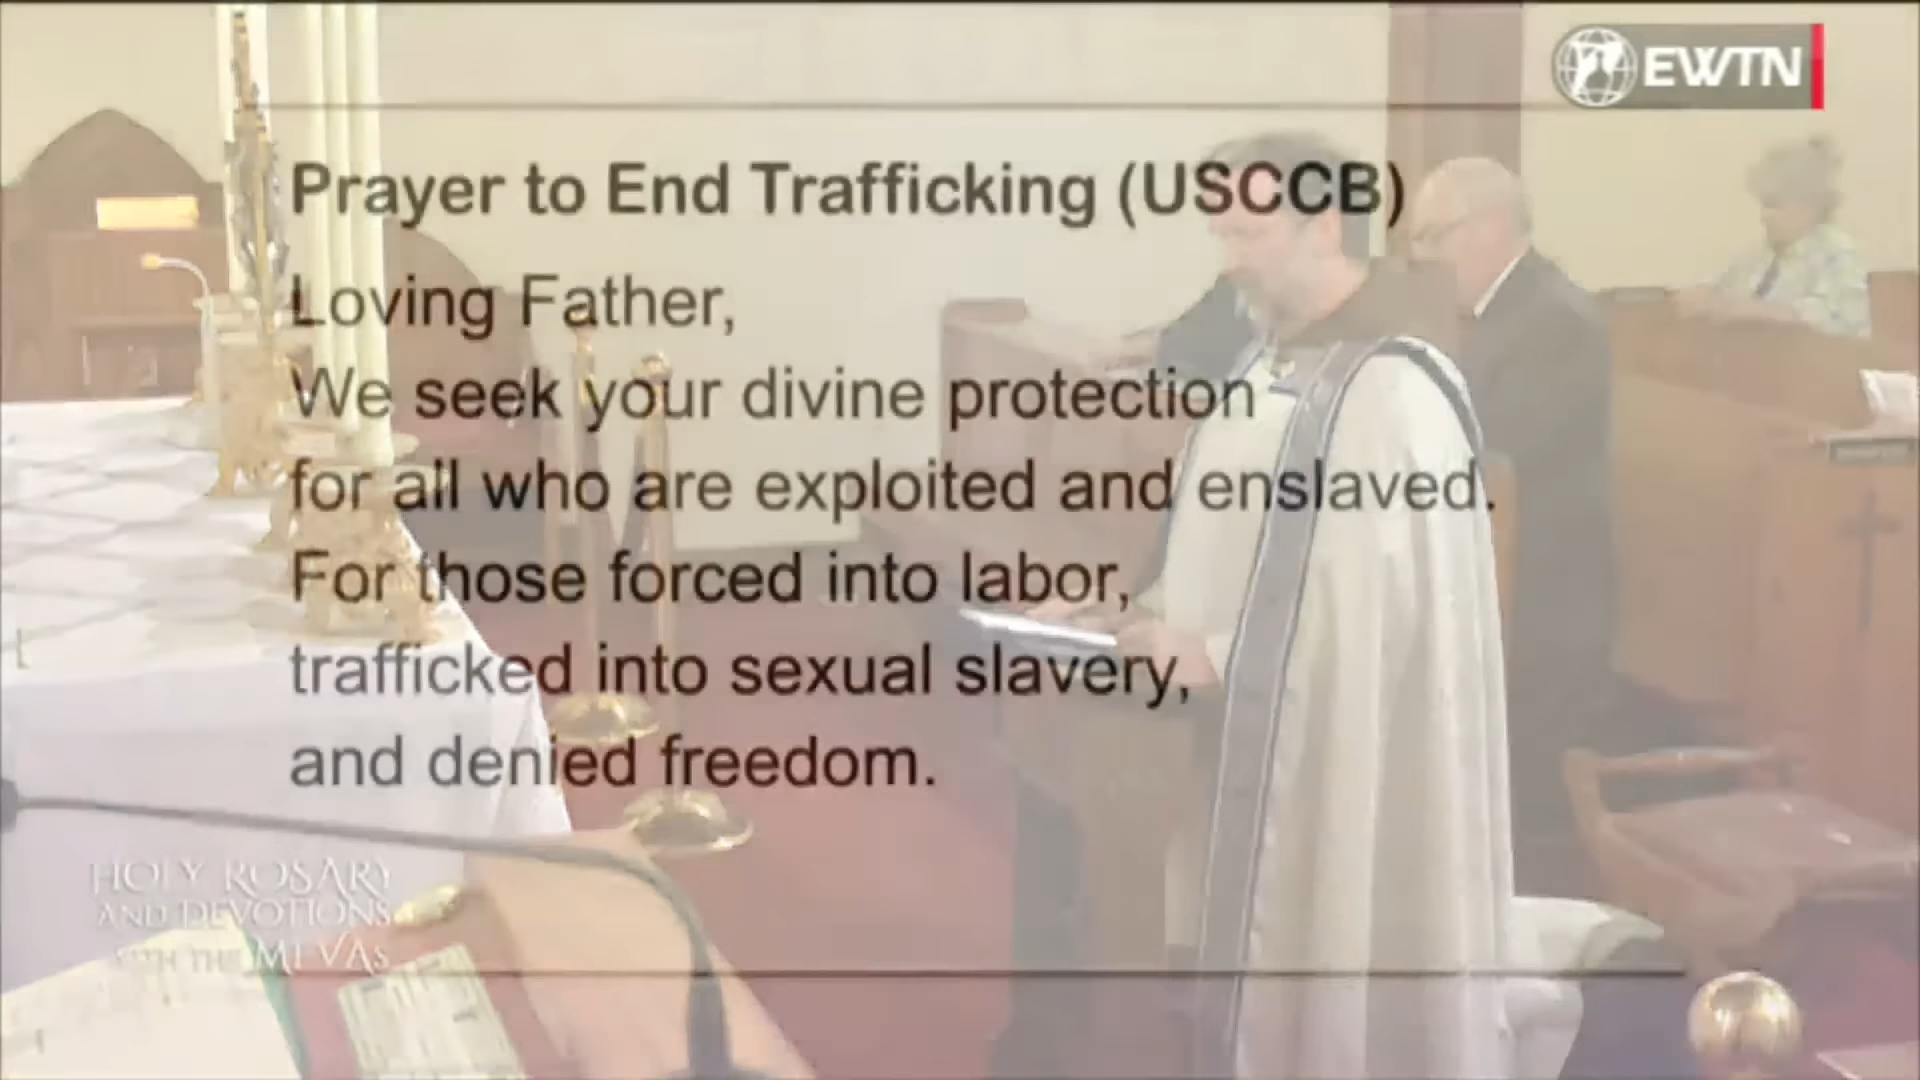 EWTN
Prayer to End Trafficking (USCCB)
Loving Father,
We seek your divine protection
for all who are exploited and enslaved.
For those forced into labor,
trafficked into sexual slavery,
and denied freedom.
HOLY ROSARY
AND DEVOTIONS
WITH THE MFVAS